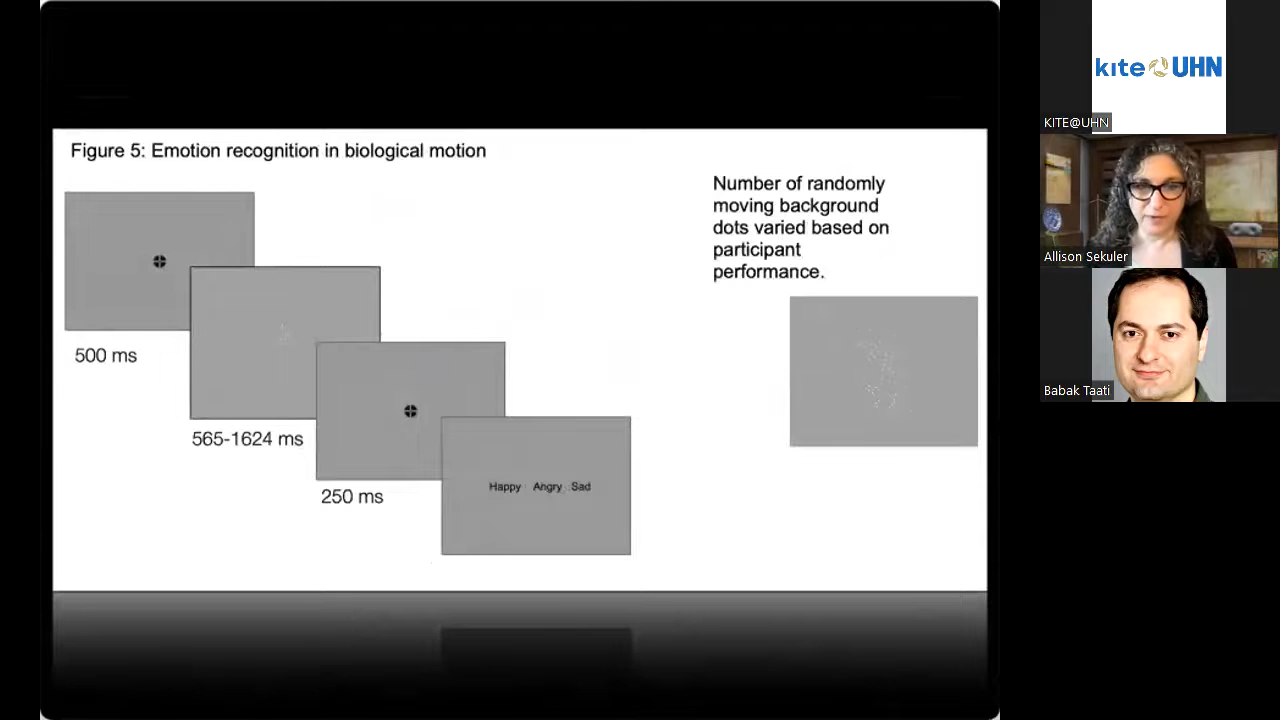 Figure 5: Emotion recognition in biological motion
500 ms
565-1624 ms
250 ms
Happy Angry Sad
Number of randomly
moving background
dots varied based on
participant
performance.
kite UHN
KITE@UHN
Allison Sekuler
Babak Taati